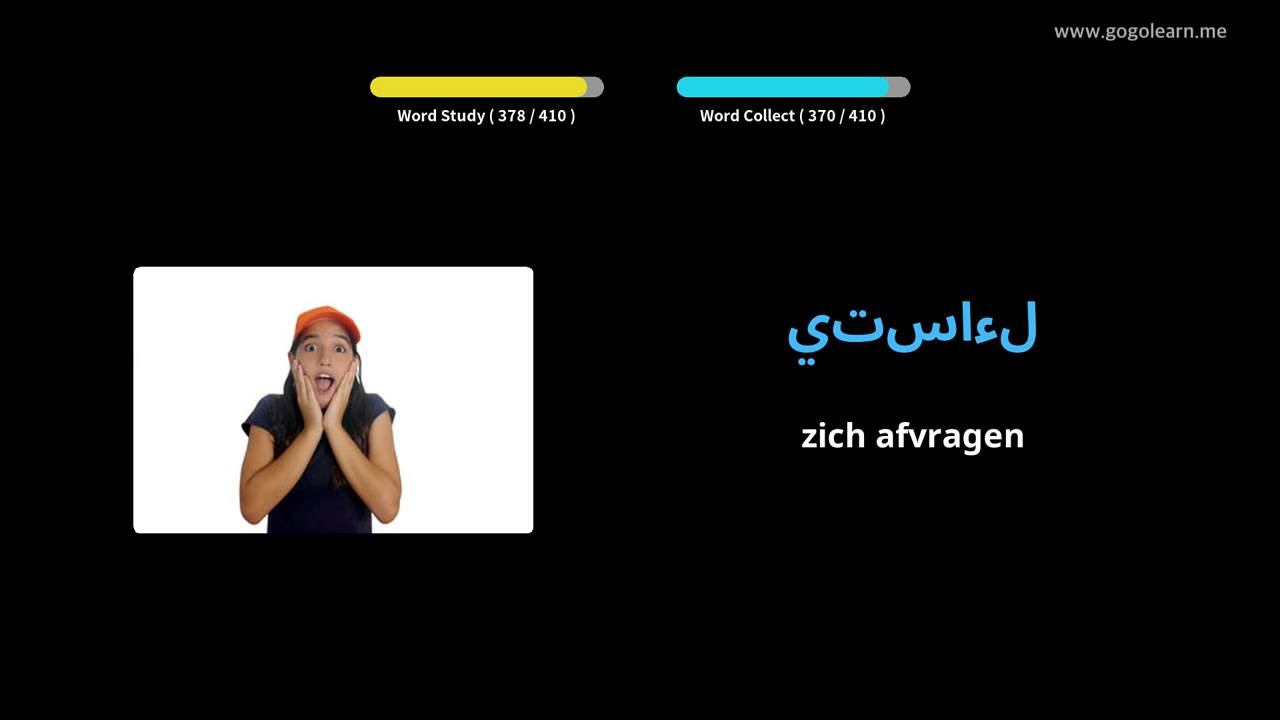 www.gogolearn.me
Word Study ( 378 / 410 )
Word Collect ( 370 / 410 )
لءاستي
zich afvragen